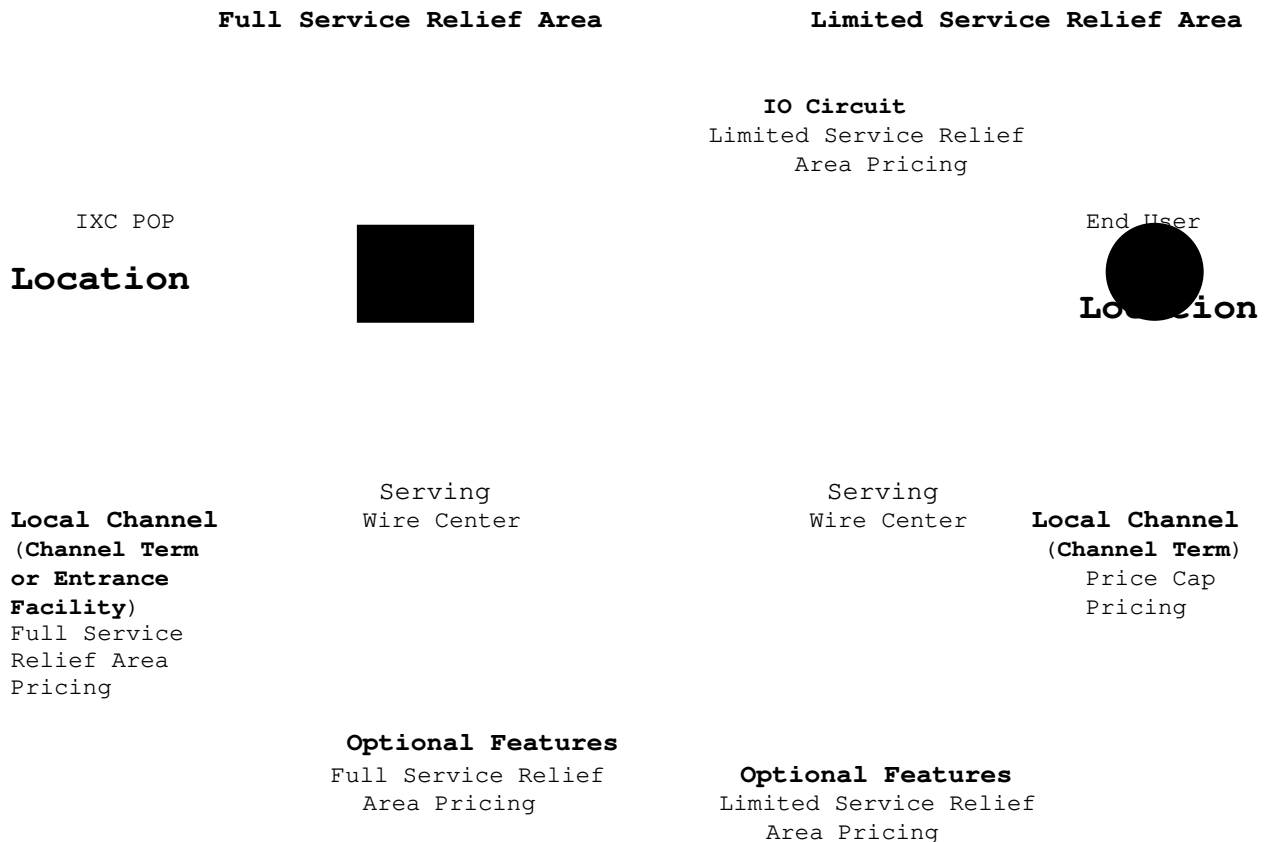 Full Service Relief Area
Limited Service Relief Area
IO Circuit
Limited Service Relief
Area Pricing
IXC POP
Location
End User
Serving
Wire Center
Serving
Wire Center
Local Channel
(Channel Term
or Entrance
Facility)
Full Service
Relief Area
Pricing
Local Channel
(Channel Term)
Price Cap
Pricing
Optional Features
Full Service Relief
Area Pricing
Optional Features
Limited Service Relief
Area Pricing